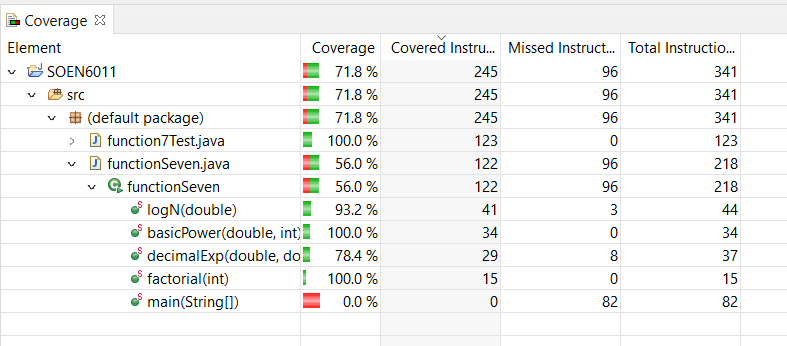 Coverage
Element Coverage Covered Instru... Missed Instruct... Total Instructio...
SOEN6011 71.8 % 245 96 341
src 71.8 % 245 96 341
(default package) 71.8 % 245 96 341
function7Test.java 100.0 % 123 0 123
functionSeven.java 56.0 % 122 96 218
functionSeven 56.0 % 122 96 218
logN(double) 93.2 % 41 3 44
basicPower(double, int) 100.0 % 34 0 34
decimalExp(double, do 78.4 % 29 8 37
factorial(int) 100.0 % 15 0 15
main(String[]) 0.0 % 0 82 82